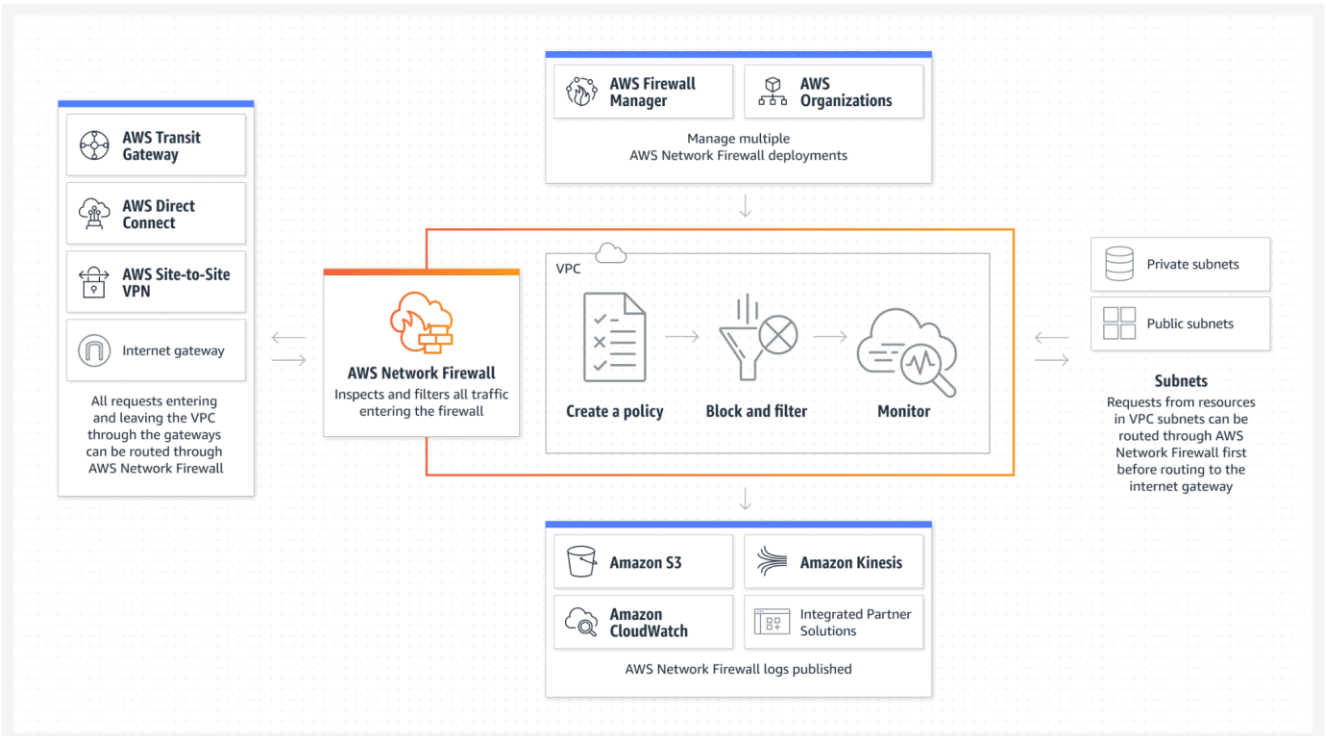 AWS Firewall
Manager
AWS
Organizations
Manage multiple
AWS Network Firewall deployments
AWS Transit
Gateway
AWS Direct
Connect
AWS Site-to-Site
VPN
Internet gateway
All requests entering
and leaving the VPC
through the gateways
can be routed through
AWS Network Firewall
AWS Network Firewall
Inspects and filters all traffic
entering the firewall
VPC
Create a policy
Block and filter
Monitor
Private subnets
Public subnets
Subnets
Requests from resources
in VPC subnets can be
routed through AWS
Network Firewall first
before routing to the
internet gateway
Amazon S3
Amazon Kinesis
Amazon
CloudWatch
Integrated Partner
Solutions
AWS Network Firewall logs published